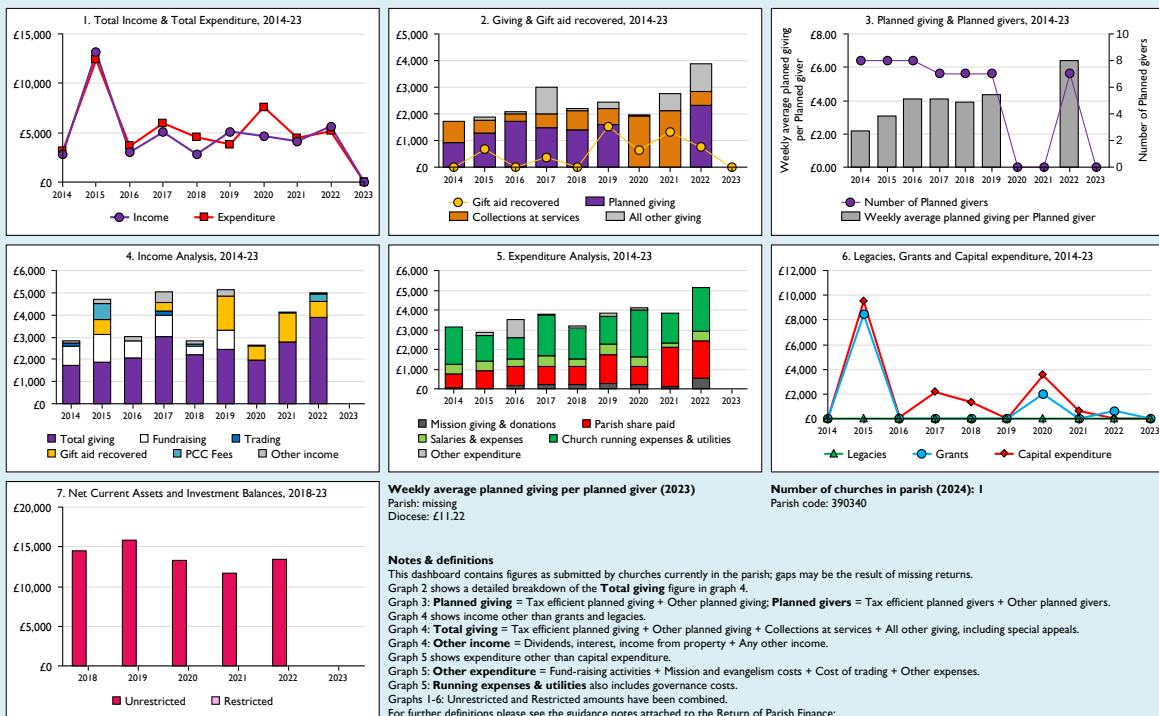 1. Total Income & Total Expenditure, 2014-23
£15,000
£10,000
£5,000
£0
2014 2015 2016 2017 2018 2019 2020 2021 2022 2023
Income Expenditure
2. Giving & Gift aid recovered, 2014-23
£5,000
£4,000
£3,000
£2,000
£1,000
£0
2014 2015 2016 2017 2018 2019 2020 2021 2022 2023
Gift aid recovered Planned giving
Collections at services All other giving
3. Planned giving & Planned givers, 2014-23
Weekly average planned giving
per Planned giver
£8.00
£6.00
£4.00
£2.00
£0.00
10
8
6
4
2
0
Number of Planned givers
2014 2015 2016 2017 2018 2019 2020 2021 2022 2023
Number of Planned givers
Weekly average planned giving per Planned giver
4. Income Analysis, 2014-23
£6,000
£5,000
£4,000
£3,000
£2,000
£1,000
£0
2014 2015 2016 2017 2018 2019 2020 2021 2022 2023
Total giving Fundraising Trading
Gift aid recovered PCC Fees Other income
5. Expenditure Analysis, 2014-23
£6,000
£5,000
£4,000
£3,000
£2,000
£1,000
£0
2014 2015 2016 2017 2018 2019 2020 2021 2022 2023
Mission giving & donations Parish share paid
Salaries & expenses Church running expenses & utilities
Other expenditure
6. Legacies, Grants and Capital expenditure, 2014-23
£12,000
£10,000
£8,000
£6,000
£4,000
£2,000
£0
2014 2015 2016 2017 2018 2019 2020 2021 2022 2023
Legacies Grants Capital expenditure
7. Net Current Assets and Investment Balances, 2018-23
£20,000
£15,000
£10,000
£5,000
£0
2018 2019 2020 2021 2022 2023
Unrestricted Restricted
Weekly average planned giving per planned giver (2023)
Parish: missing
Diocese: £11.22
Number of churches in parish (2024): 1
Parish code: 390340
Notes & definitions
This dashboard contains figures as submitted by churches currently in the parish; gaps may be the result of missing returns.
Graph 2 shows a detailed breakdown of the Total giving figure in graph 4.
Graph 3: Planned giving = Tax efficient planned giving + Other planned giving; Planned givers = Tax efficient planned givers + Other planned givers.
Graph 4 shows income other than grants and legacies.
Graph 4: Total giving = Tax efficient planned giving + Other planned giving + Collections at services + All other giving, including special appeals.
Graph 4: Other income = Dividends, interest, income from property + Any other income.
Graph 5 shows expenditure other than capital expenditure.
Graph 5: Other expenditure = Fund-raising activities + Mission and evangelism costs + Cost of trading + Other expenses.
Graph 5: Running expenses & utilities also includes governance costs.
Graphs 1-6: Unrestricted and Restricted amounts have been combined.
For further definitions please see the guidance notes attached to the Return of Parish Finance: